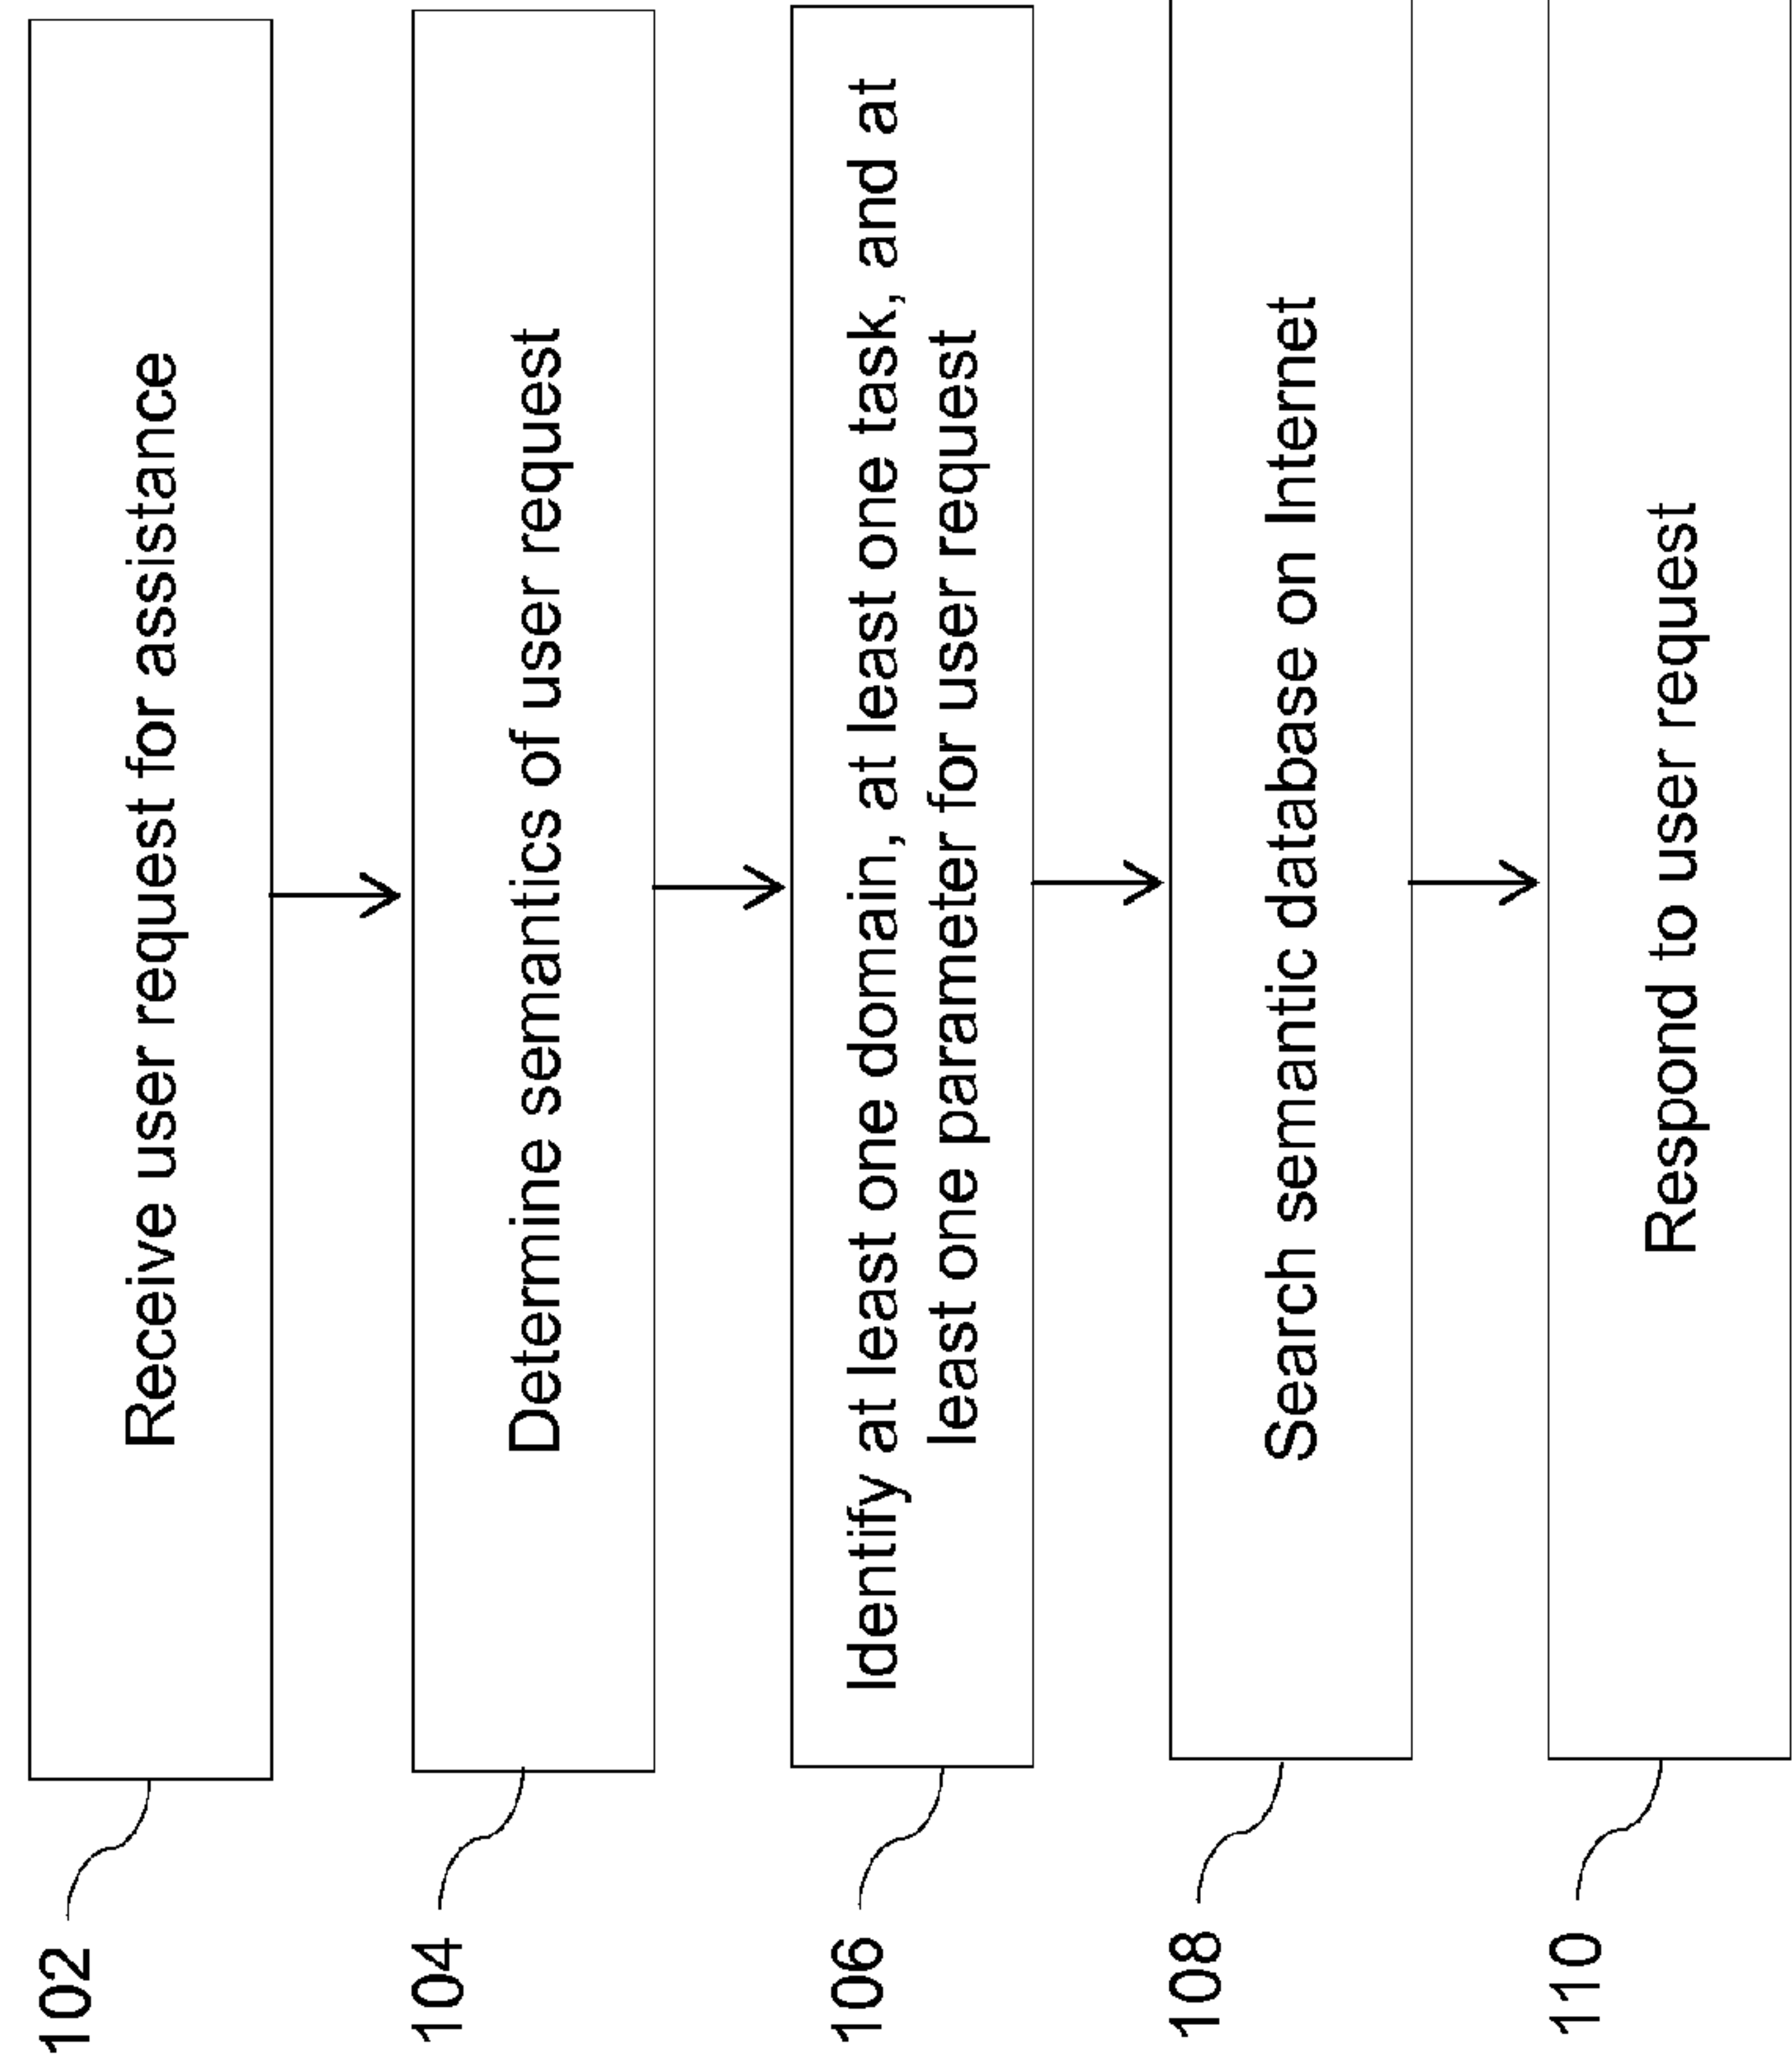 102
Receive user request for assistance
104
Determine semantics of user request
106
Identify at least one domain, at least one task, and at
least one parameter for user request
108
Search semantic database on Internet
110
Respond to user request